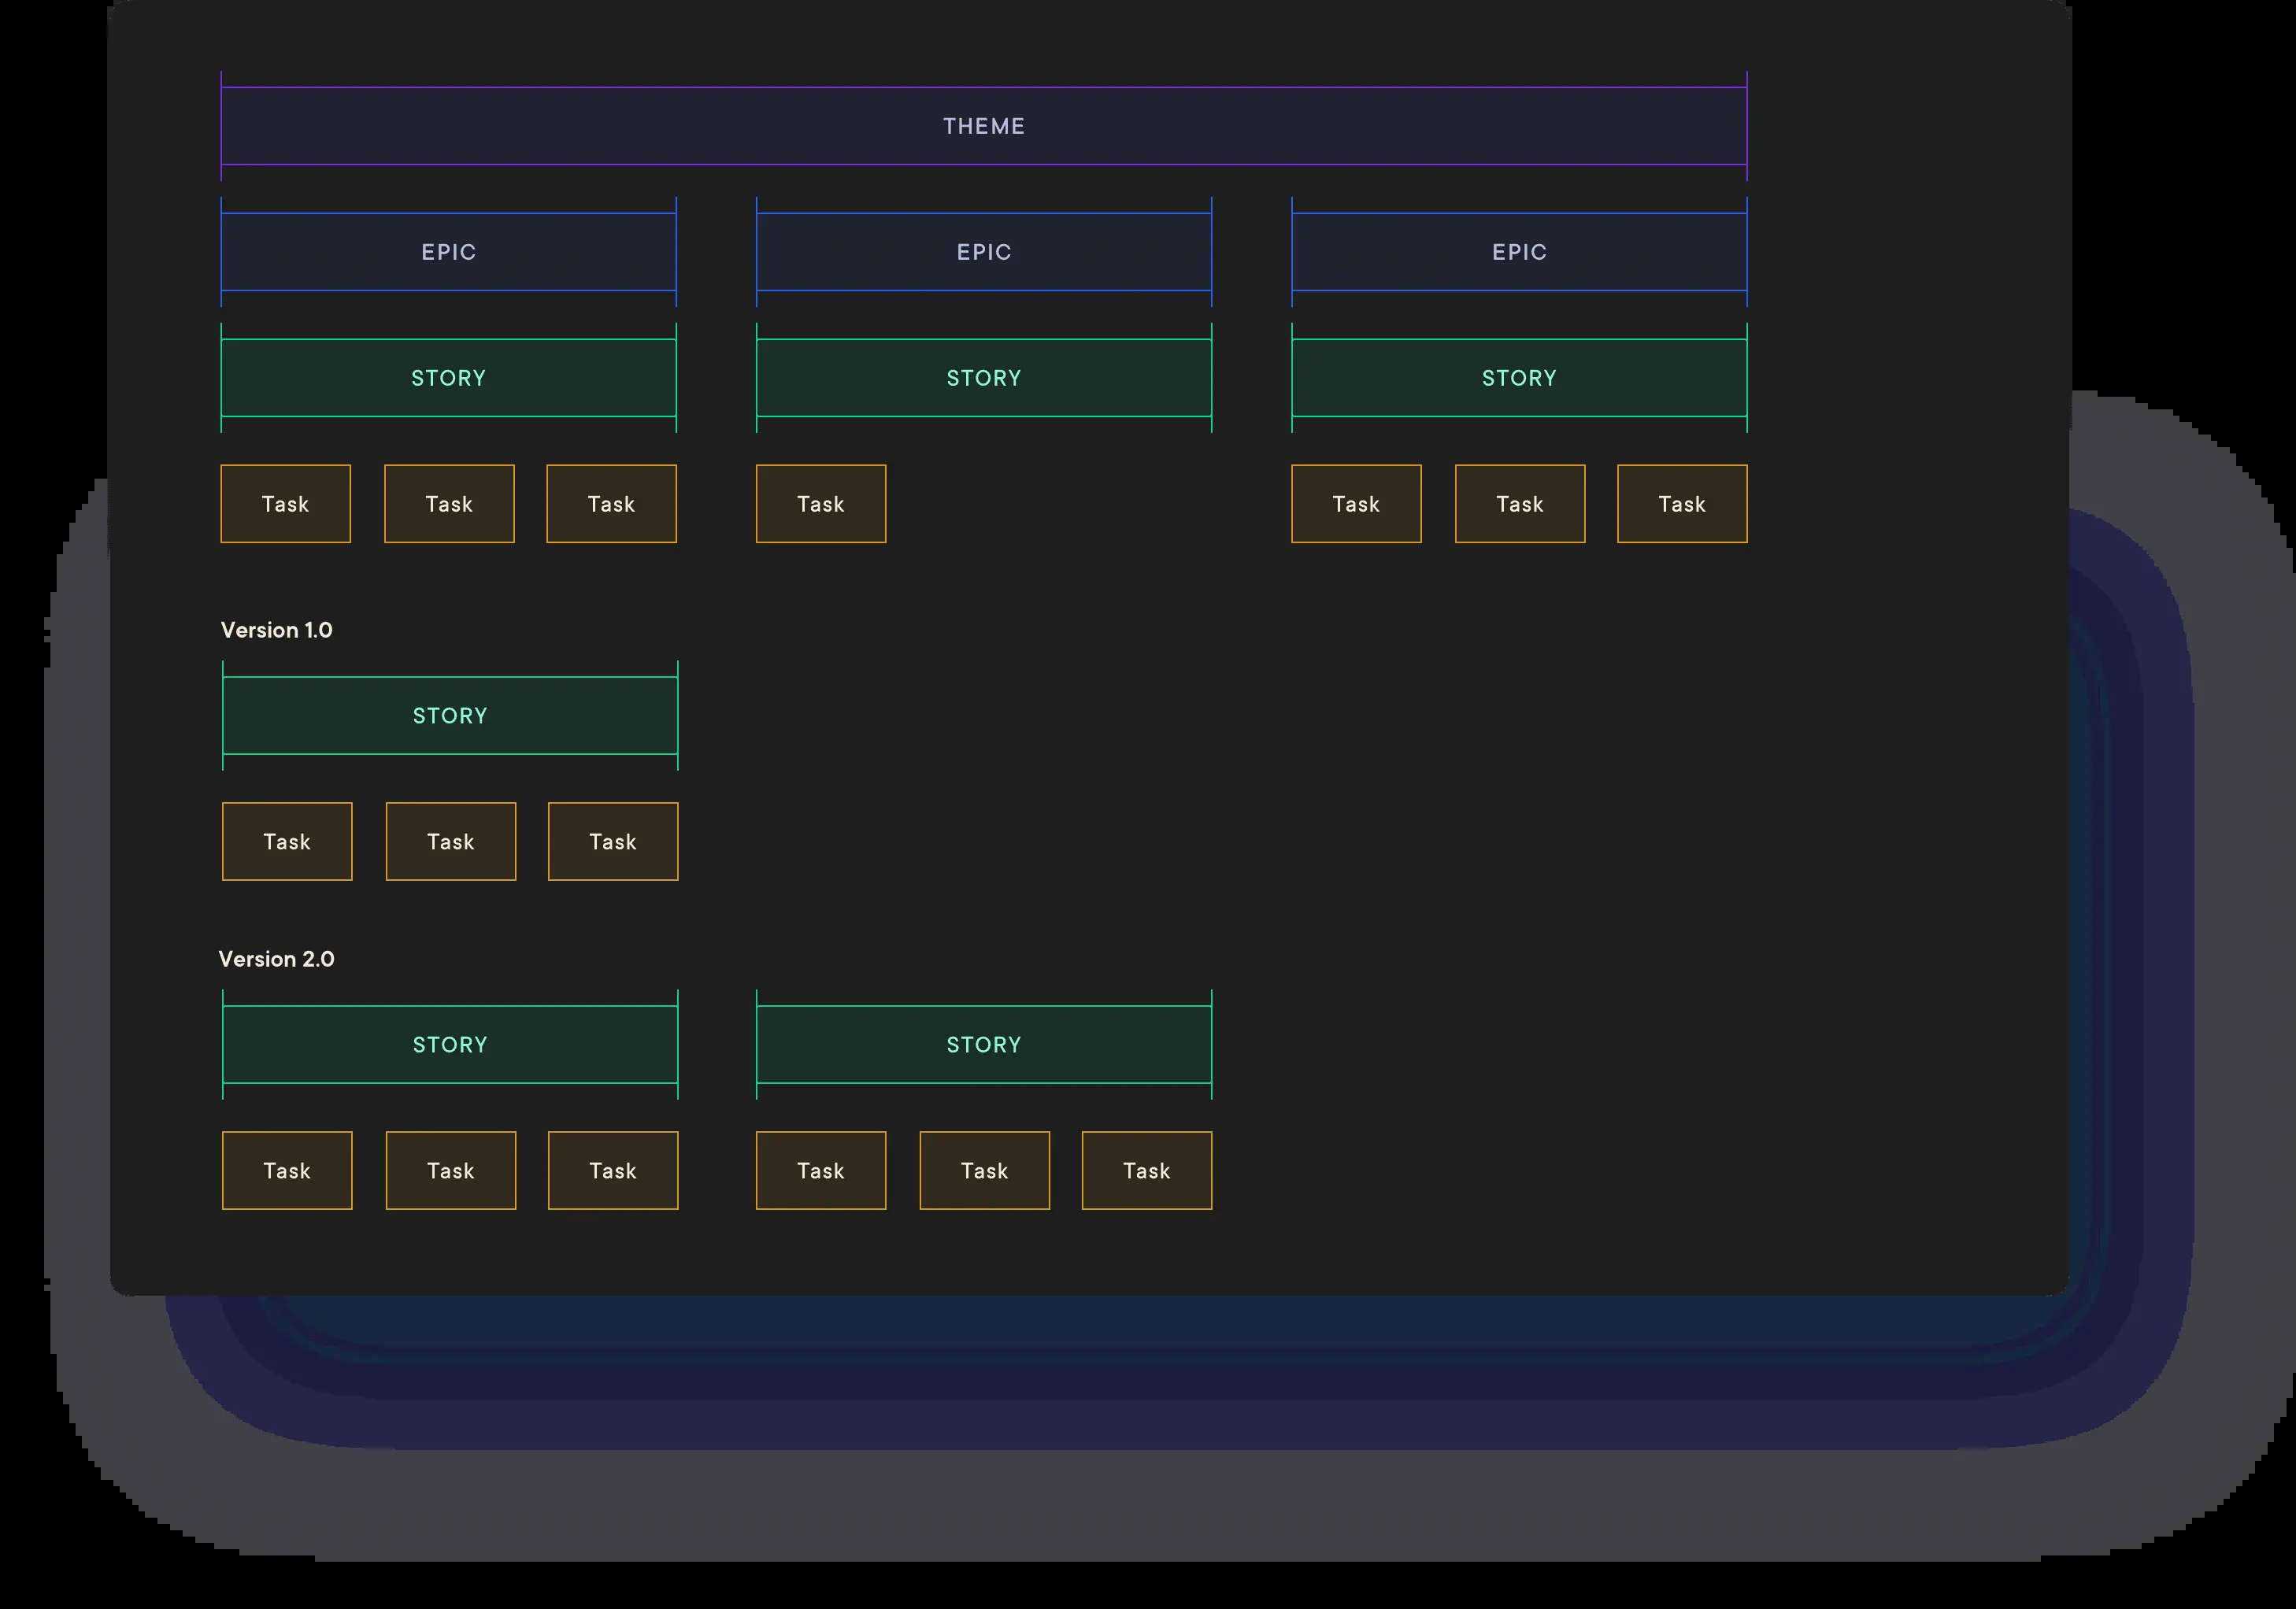 THEME
EPIC EPIC EPIC
STORY STORY STORY
Task Task Task Task Task Task Task
Version 1.0
STORY
Task Task Task
Version 2.0
STORY STORY
Task Task Task Task Task Task